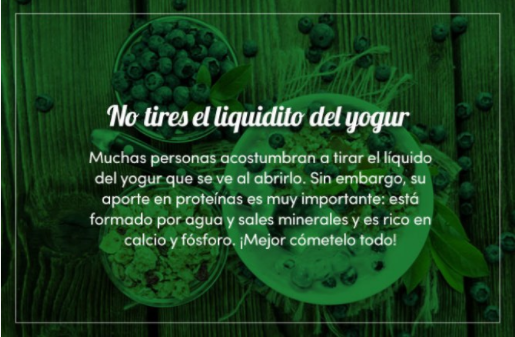 No tires el liquidito del yogur
Muchas personas acostumbran a tirar el líquido
del yogur que se ve al abrirlo. Sin embargo, su
aporte en proteínas es muy importante: está
formado por agua y sales minerales y es rico en
calcio y fósforo. ¡Mejor cómetelo todo!